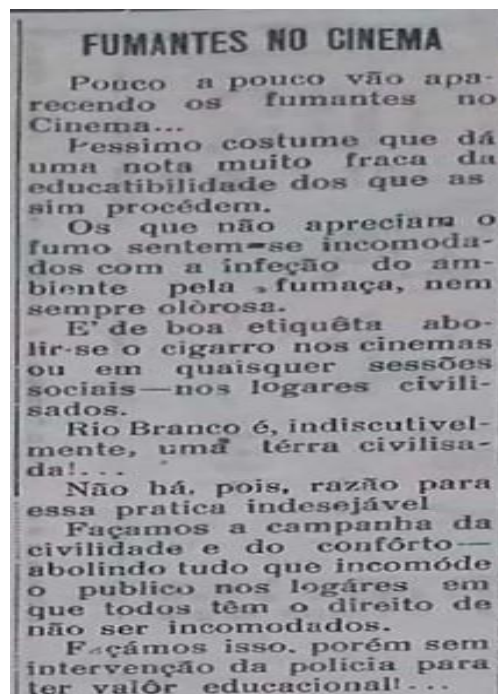 FUMANTES NO CINEMA
Pouco a pouco vão apa-
recendo os fumantes no
Cinema...
Pessimo costume que dá
uma nota muito fraca da
educatibilidade dos que as
sim procédem.
Os que não apreciam o
fumo sentem-se incomoda-
dos com a infeção do am-
biente pela fumaça, nem
sempre olòrosa.
E' de boa etiquêta abo-
lir-se o cigarro nos cinemas
ou em quaisquer sessões
sociais—nos logares civili-
sados.
Rio Branco é, indiscutivel-
mente, uma térra civilisa-
da!...
Não há, pois, razão para
essa pratica indesejável
Façamos a campanha da
civilidade e do confôrto—
abolindo tudo que incomóde
o publico nos logáres em
que todos têm o direito de
não ser incomodados.
Façámos isso, porém sem
intervenção da policia para
ter valôr educacional!...